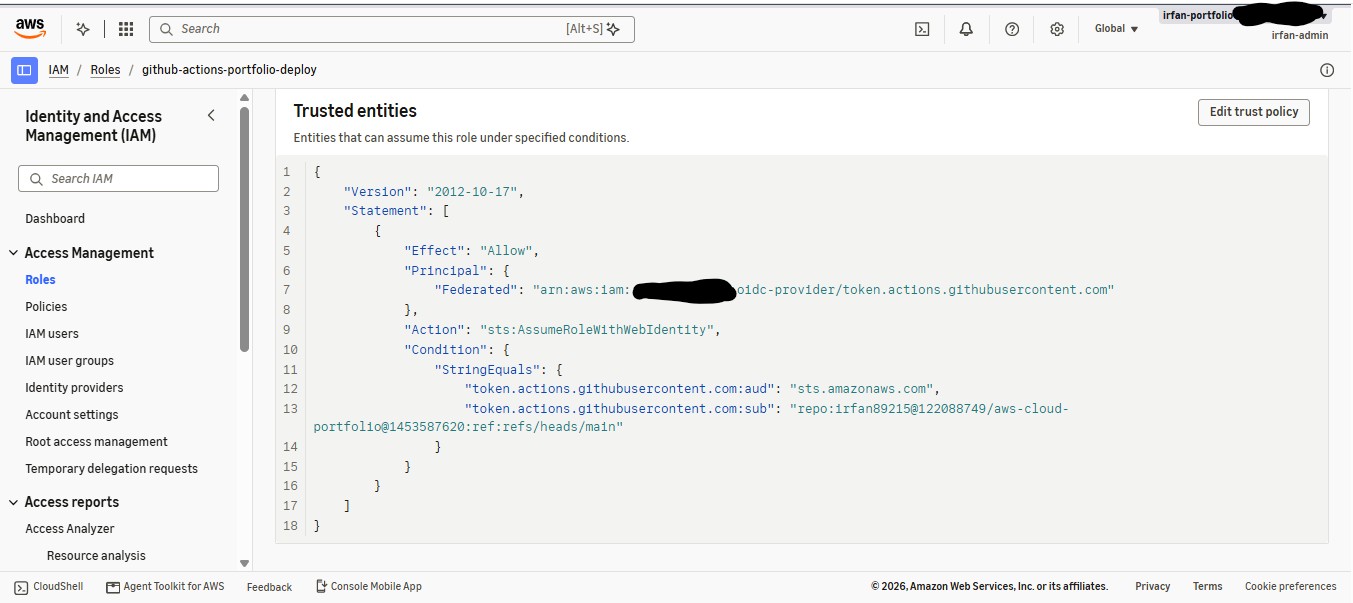 aws
Search
[Alt+S]
Global
irfan-portfolio
irfan-admin
IAM / Roles / github-actions-portfolio-deploy
Identity and Access
Management (IAM)
Search IAM
Dashboard
Access Management
Roles
Policies
IAM users
IAM user groups
Identity providers
Account settings
Root access management
Temporary delegation requests
Access reports
Access Analyzer
Resource analysis
Trusted entities
Edit trust policy
Entities that can assume this role under specified conditions.
1 {
2 "Version": "2012-10-17",
3 "Statement": [
4 {
5 "Effect": "Allow",
6 "Principal": {
7 "Federated": "arn:aws:iam: oidc-provider/token.actions.githubusercontent.com"
8 },
9 "Action": "sts:AssumeRoleWithWebIdentity",
10 "Condition": {
11 "StringEquals": {
12 "token.actions.githubusercontent.com:aud": "sts.amazonaws.com",
13 "token.actions.githubusercontent.com:sub": "repo:irfan89215@122088749/aws-cloud-
portfolio@1453587620:ref:refs/heads/main"
14 }
15 }
16 }
17 ]
18 }
CloudShell
Agent Toolkit for AWS
Feedback
Console Mobile App
© 2026, Amazon Web Services, Inc. or its affiliates.
Privacy
Terms
Cookie preferences